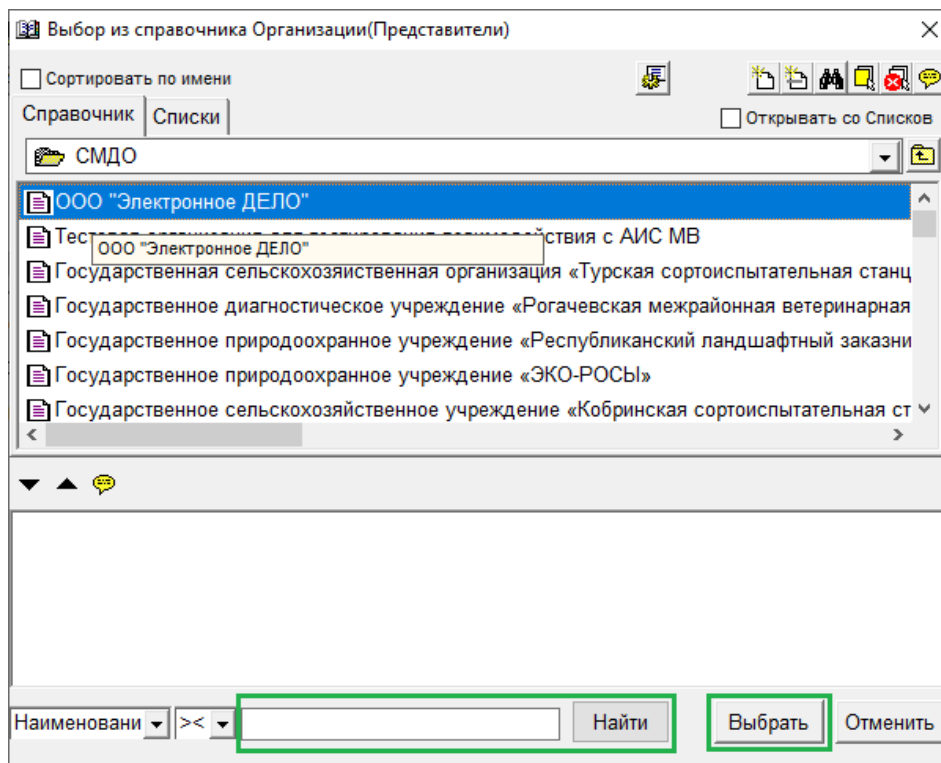 Выбор из справочника Организации(Представители)
Сортировать по имени
Справочник Списки
Открывать со Списков
СМДО
ООО "Электронное ДЕЛО"
ООО "Электронное ДЕЛО"
ствия с АИС МВ
Государственная сельскохозяйственная организация «Турская сортоиспытательная станц
Государственное диагностическое учреждение «Рогачевская межрайонная ветеринарная
Государственное природоохранное учреждение «Республиканский ландшафтный заказни
Государственное природоохранное учреждение «ЭКО-РОСЫ»
Государственное сельскохозяйственное учреждение «Кобринская сортоиспытательная ст
Наименовани >< Найти Выбрать Отменить